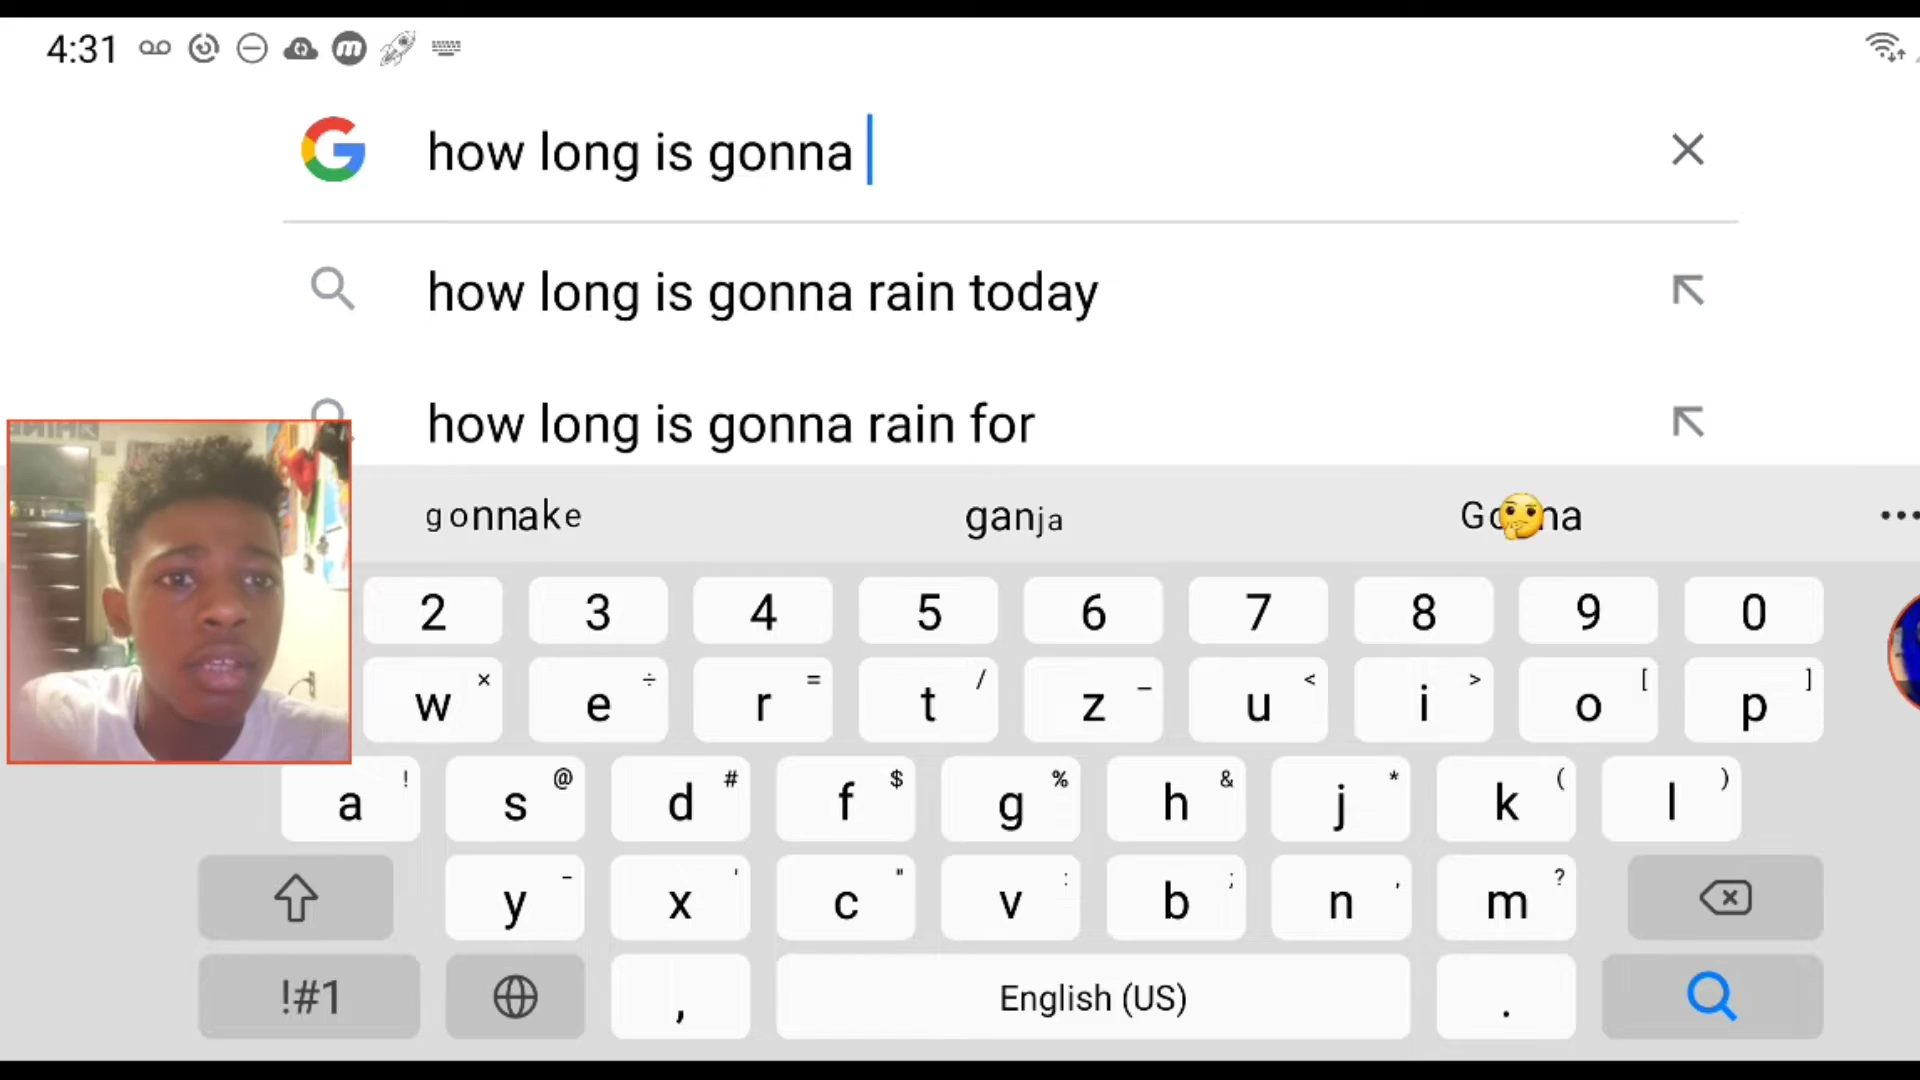 4:31
how long is gonna
how long is gonna rain today
how long is gonna rain for
gonnake ganja
2 3 4 5 6 7 8 9 0
w × e ÷ r = t / z _ u < i > o [ p ]
a ! s @ d # f $ g % h & j * k ( l )
y - x ' c " v : b ; n , m ?
!#1 , English (US) .